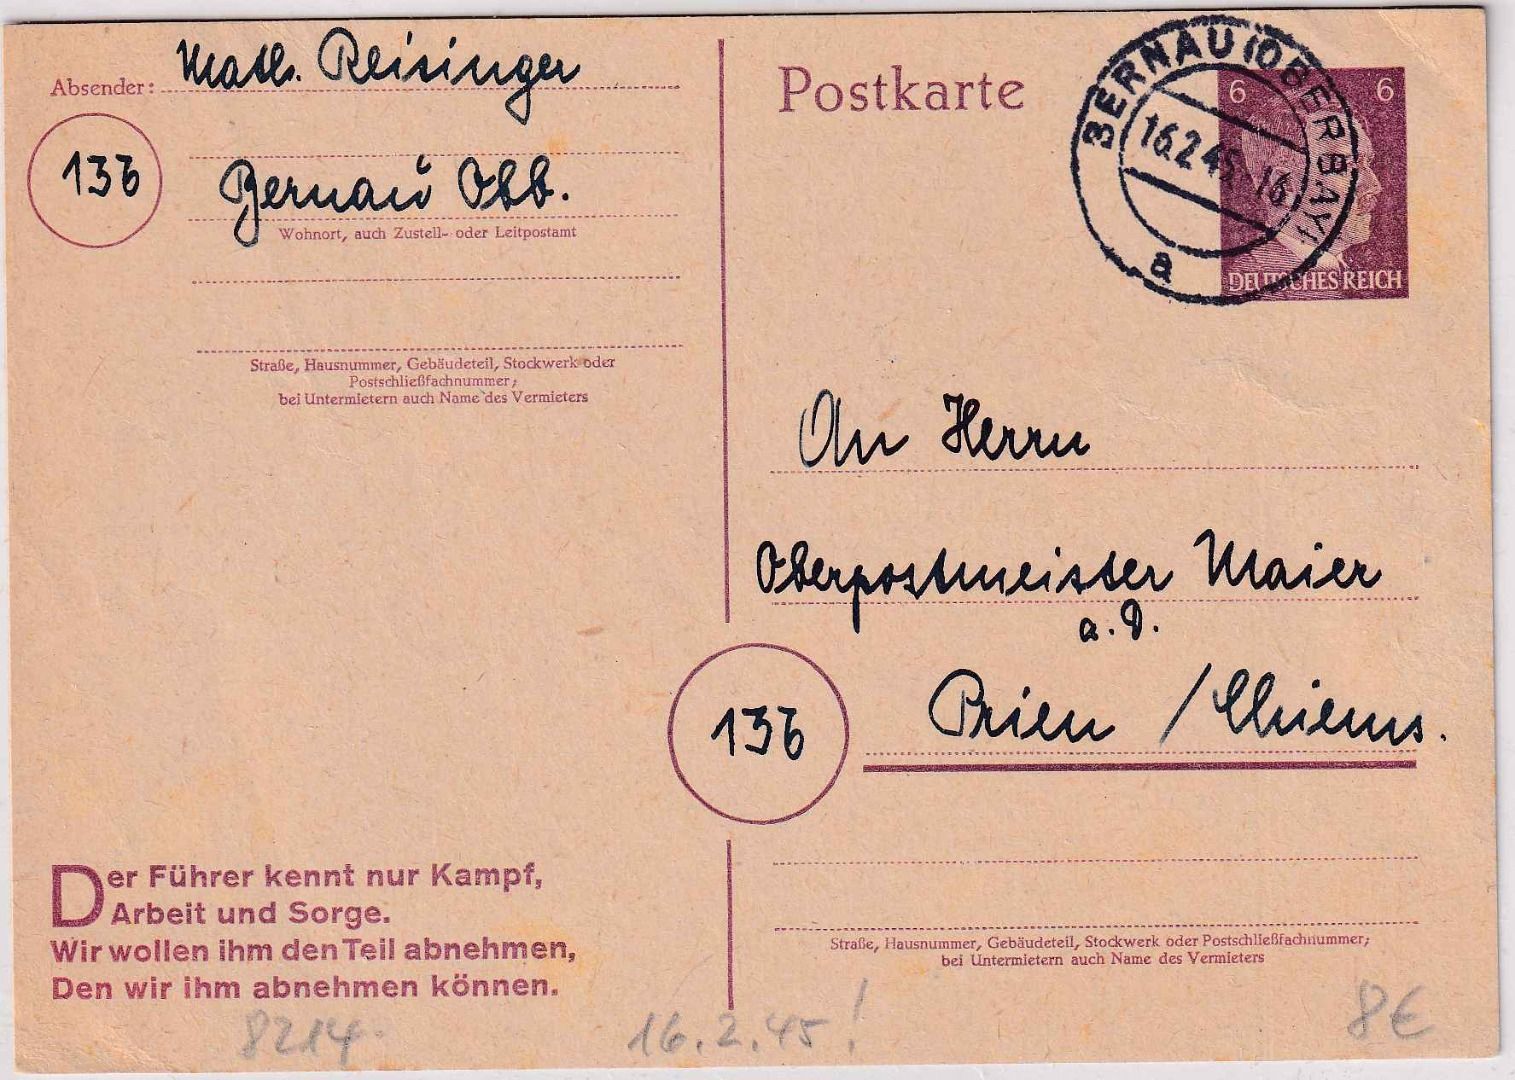 Absender: Math. Reisinger
13b
Bernau Obb.
Wohnort, auch Zustell- oder Leitpostamt
Straße, Hausnummer, Gebäudeteil, Stockwerk oder
Postschließfachnummer;
bei Untermietern auch Name des Vermieters
Der Führer kennt nur Kampf,
Arbeit und Sorge.
Wir wollen ihm den Teil abnehmen,
Den wir ihm abnehmen können.
8214.
16.2.45!
Postkarte
BERNAU (OBERBAY)
16.2.45.-16
a
6 6
DEUTSCHES REICH
An Herrn
Oberpostmeister Maier
a.D.
13b
Prien /Chiems.
Straße, Hausnummer, Gebäudeteil, Stockwerk oder Postschließfachnummer;
bei Untermietern auch Name des Vermieters
8€